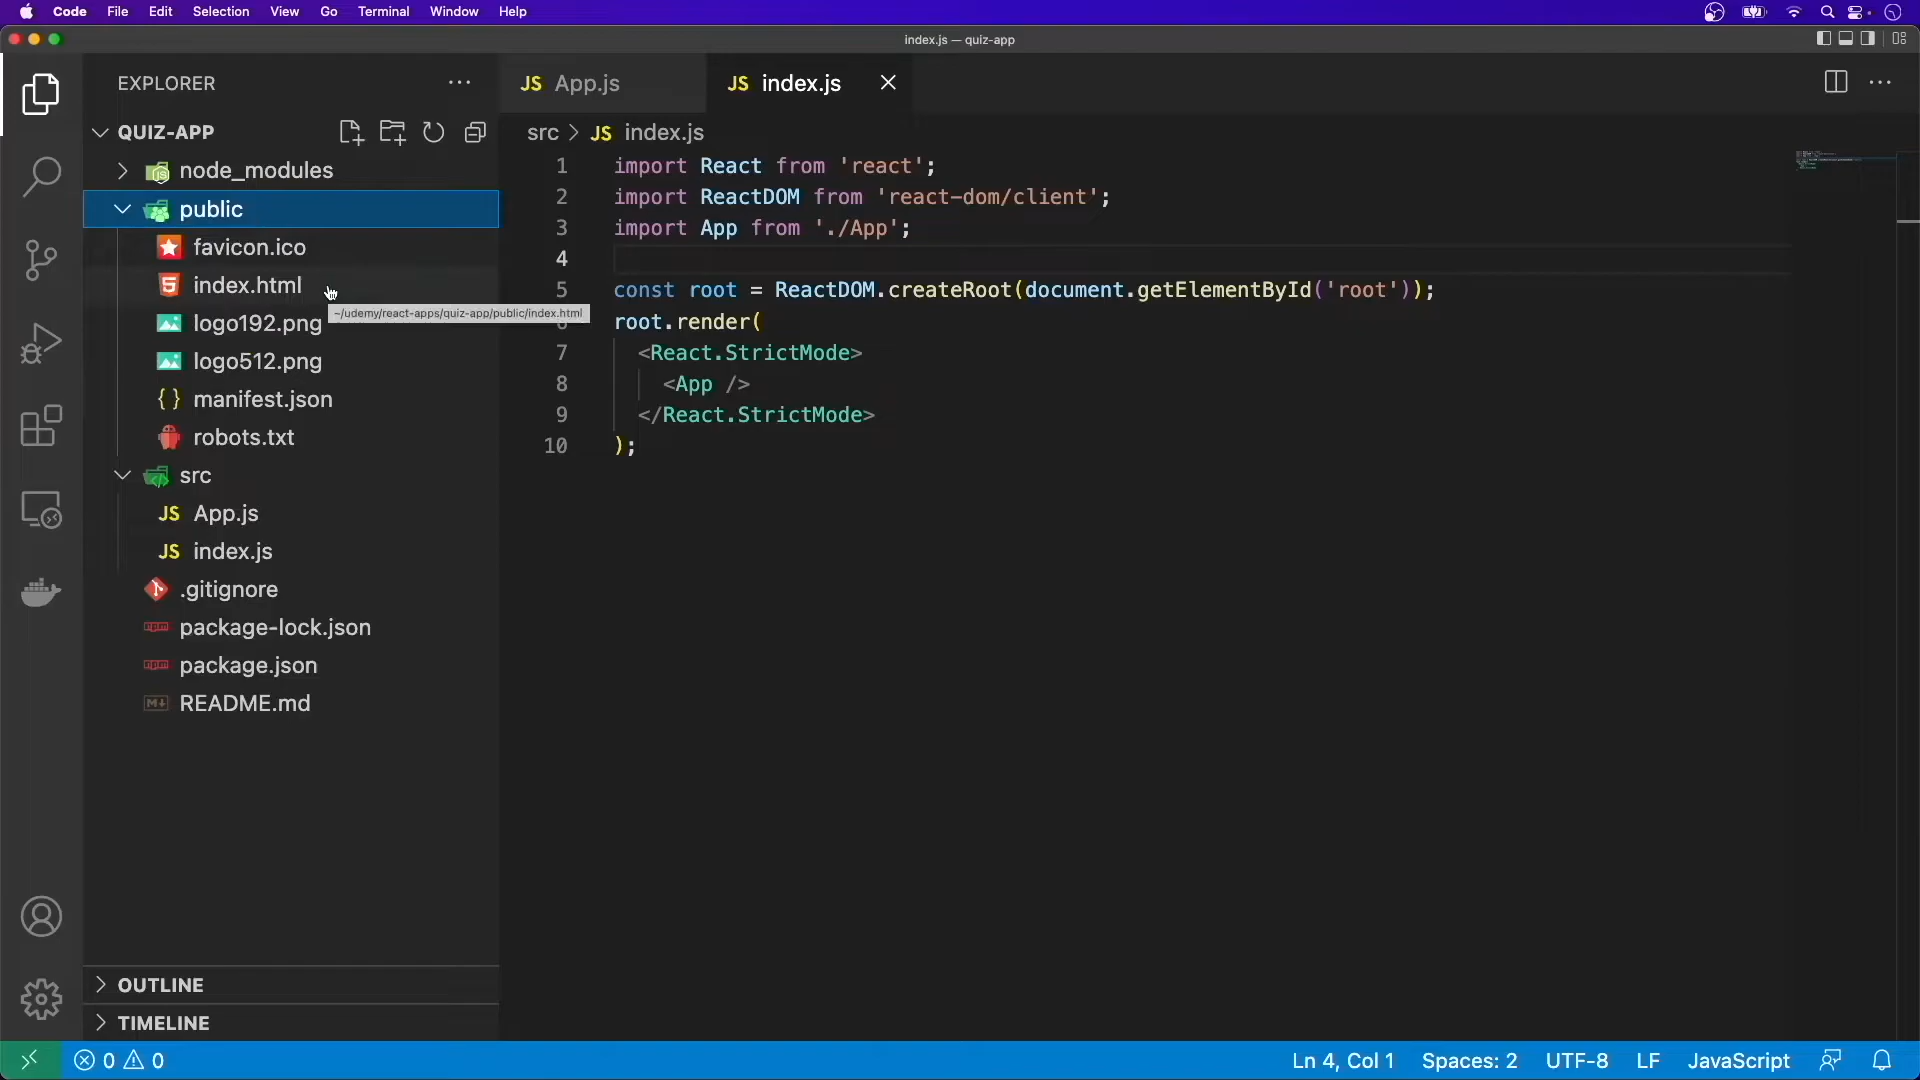 Code File Edit Selection View Go Terminal Window Help
index.js — quiz-app
EXPLORER
QUIZ-APP
node_modules
public
favicon.ico
index.html
~/udemy/react-apps/quiz-app/public/index.html
logo192.png
logo512.png
manifest.json
robots.txt
src
JS App.js
JS index.js
.gitignore
package-lock.json
package.json
README.md
OUTLINE
TIMELINE
JS App.js
JS index.js
src > JS index.js
1 import React from 'react';
2 import ReactDOM from 'react-dom/client';
3 import App from './App';
4
5 const root = ReactDOM.createRoot(document.getElementById('root'));
root.render(
7 <React.StrictMode>
8 <App />
9 </React.StrictMode>
10 );
0 0
Ln 4, Col 1 Spaces: 2 UTF-8 LF JavaScript